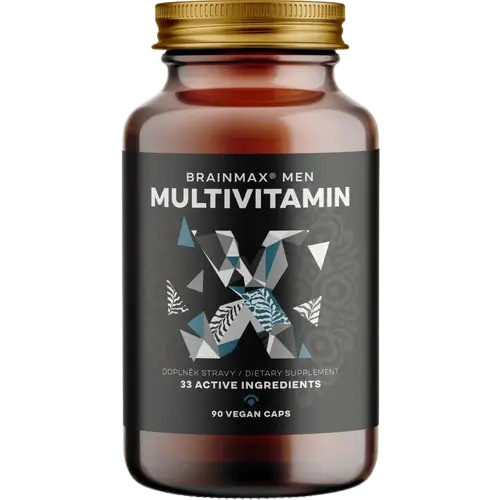 BRAINMAX® MEN
MULTIVITAMIN
DOPLNĚK STRAVY / DIETARY SUPPLEMENT
33 ACTIVE INGREDIENTS
90 VEGAN CAPS